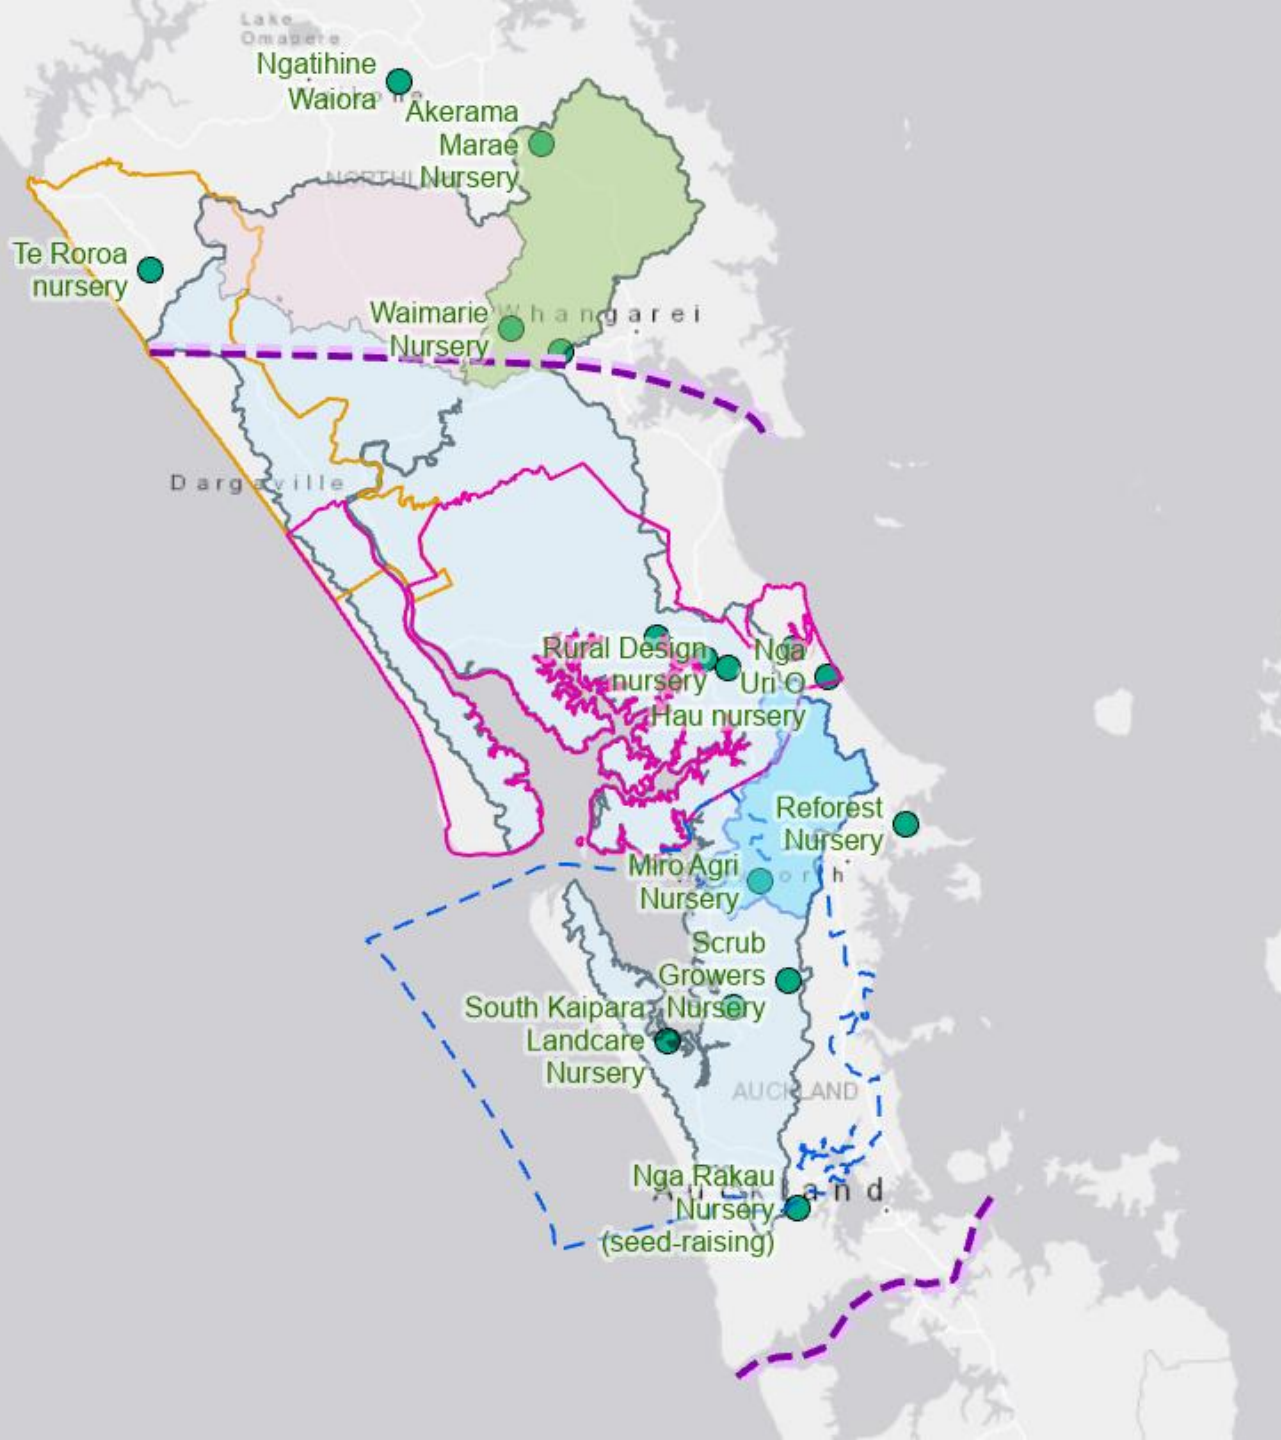 Lake
Omapere
Ngatihine
Waiora
Akerama
Marae
Nursery
Te Roroa
nursery
Waimarie
Nursery
Whangarei
Dargaville
Rural Design
nursery
Nga
Uri O
Hau nursery
Reforest
Nursery
Miro Agri
Nursery
Scrub
Growers
Nursery
South Kaipara
Landcare
Nursery
AUCKLAND
Nga Rakau
Nursery
(seed-raising)
Auckland